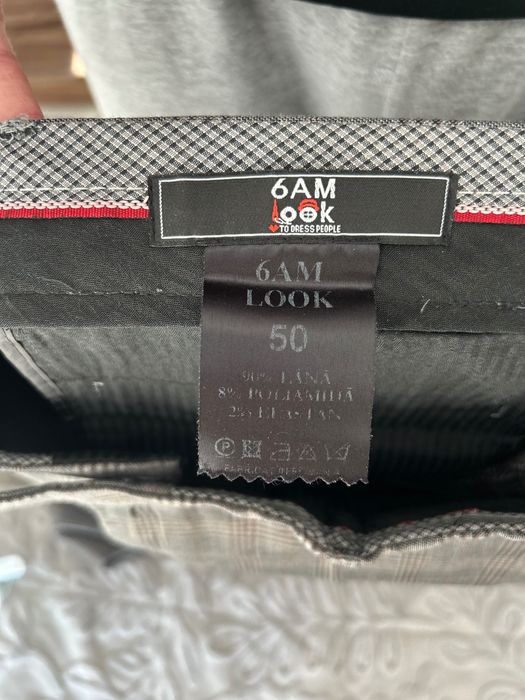 6AM
Look
TO DRESS PEOPLE
6AM
LOOK
50
90% LÂNĂ
8% POLIAMIDĂ
2% ELASTAN
P